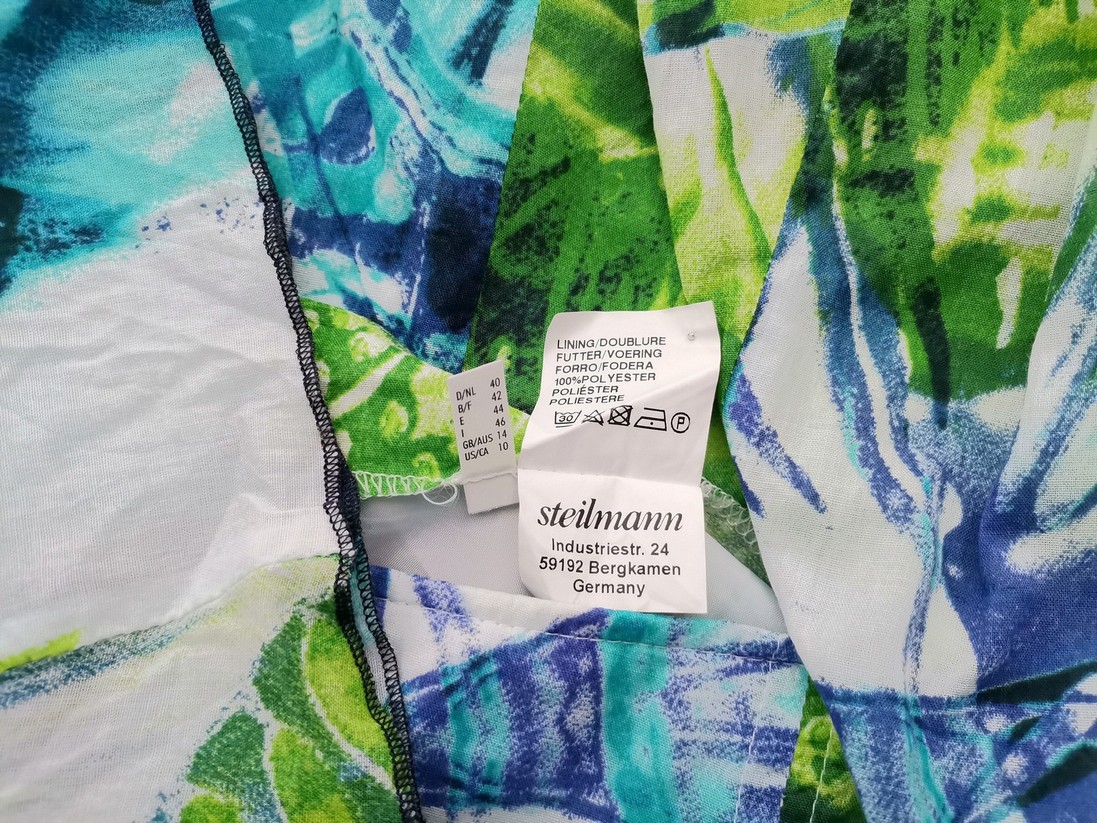 D/NL 40
B/F 42
E 44
I 46
GB/AUS 14
US/CA 10
LINING/DOUBLURE
FUTTER/VOERING
FORRO/FODERA
100%POLYESTER
POLIÉSTER
POLIESTERE
30 P
steilmann
Industriestr. 24
59192 Bergkamen
Germany